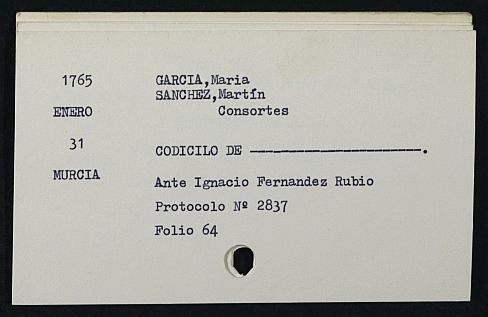 1765
GARCIA,Maria
SANCHEZ,Martín
ENERO
Consortes
31
CODICILO DE ----------------------.
MURCIA
Ante Ignacio Fernandez Rubio
Protocolo Nº 2837
Folio 64